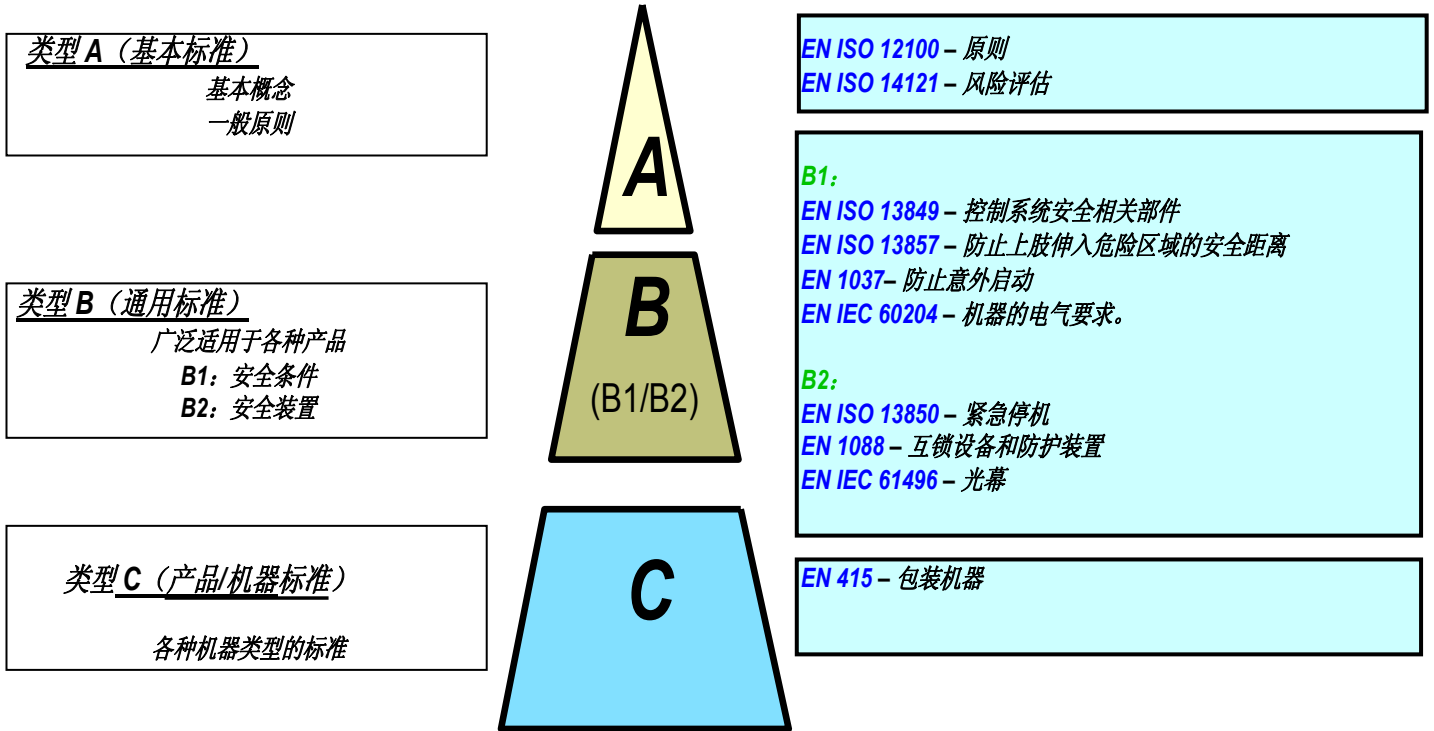 类型 A（基本标准）
基本概念
一般原则
A
EN ISO 12100 – 原则
EN ISO 14121 – 风险评估
类型 B（通用标准）
广泛适用于各种产品
B1：安全条件
B2：安全装置
B
(B1/B2)
B1：
EN ISO 13849 – 控制系统安全相关部件
EN ISO 13857 – 防止上肢伸入危险区域的安全距离
EN 1037– 防止意外启动
EN IEC 60204 – 机器的电气要求。
B2：
EN ISO 13850 – 紧急停机
EN 1088 – 互锁设备和防护装置
EN IEC 61496 – 光幕
类型 C（产品/机器标准）
各种机器类型的标准
C
EN 415 – 包装机器